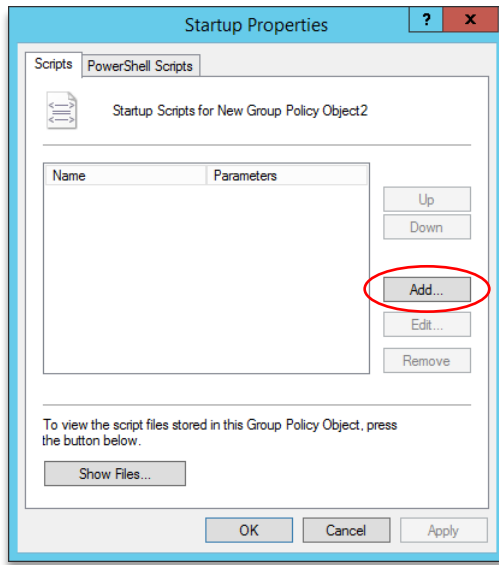 Startup Properties
? x
Scripts PowerShell Scripts
Startup Scripts for New Group Policy Object2
Name Parameters
Up
Down
Add...
Edit...
Remove
To view the script files stored in this Group Policy Object, press
the button below.
Show Files...
OK Cancel Apply